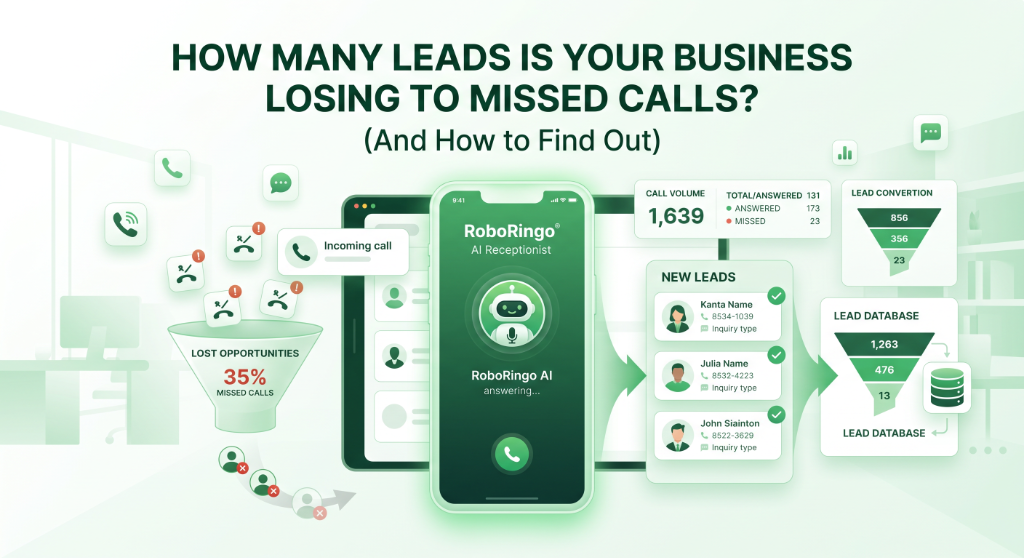 HOW MANY LEADS IS YOUR BUSINESS
LOSING TO MISSED CALLS?
(And How to Find Out)
Incoming call
LOST OPPORTUNITIES
35%
MISSED CALLS
9:41
RoboRingo®
AI Receptionist
RoboRingo AI
answering...
CALL VOLUME
1,639
TOTAL/ANSWERED 131
ANSWERED 173
MISSED 23
NEW LEADS
Kanta Name
8534-1039
Inquiry type
Julia Name
8532-4223
Inquiry type
John Siainton
8522-3629
Inquiry type
LEAD CONVERTION
856
356
23
LEAD DATABASE
1,263
476
13
LEAD DATABASE